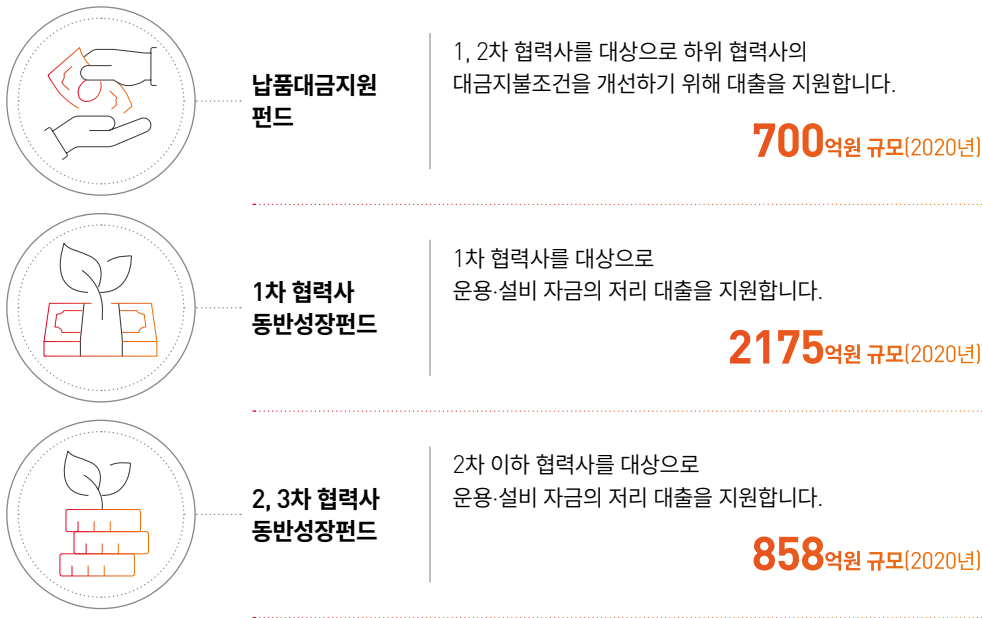 납품대금지원
펀드
1, 2차 협력사를 대상으로 하위 협력사의
대금지불조건을 개선하기 위해 대출을 지원합니다.
700억원 규모(2020년)
1차 협력사
동반성장펀드
1차 협력사를 대상으로
운용·설비 자금의 저리 대출을 지원합니다.
2175억원 규모(2020년)
2, 3차 협력사
동반성장펀드
2차 이하 협력사를 대상으로
운용·설비 자금의 저리 대출을 지원합니다.
858억원 규모(2020년)